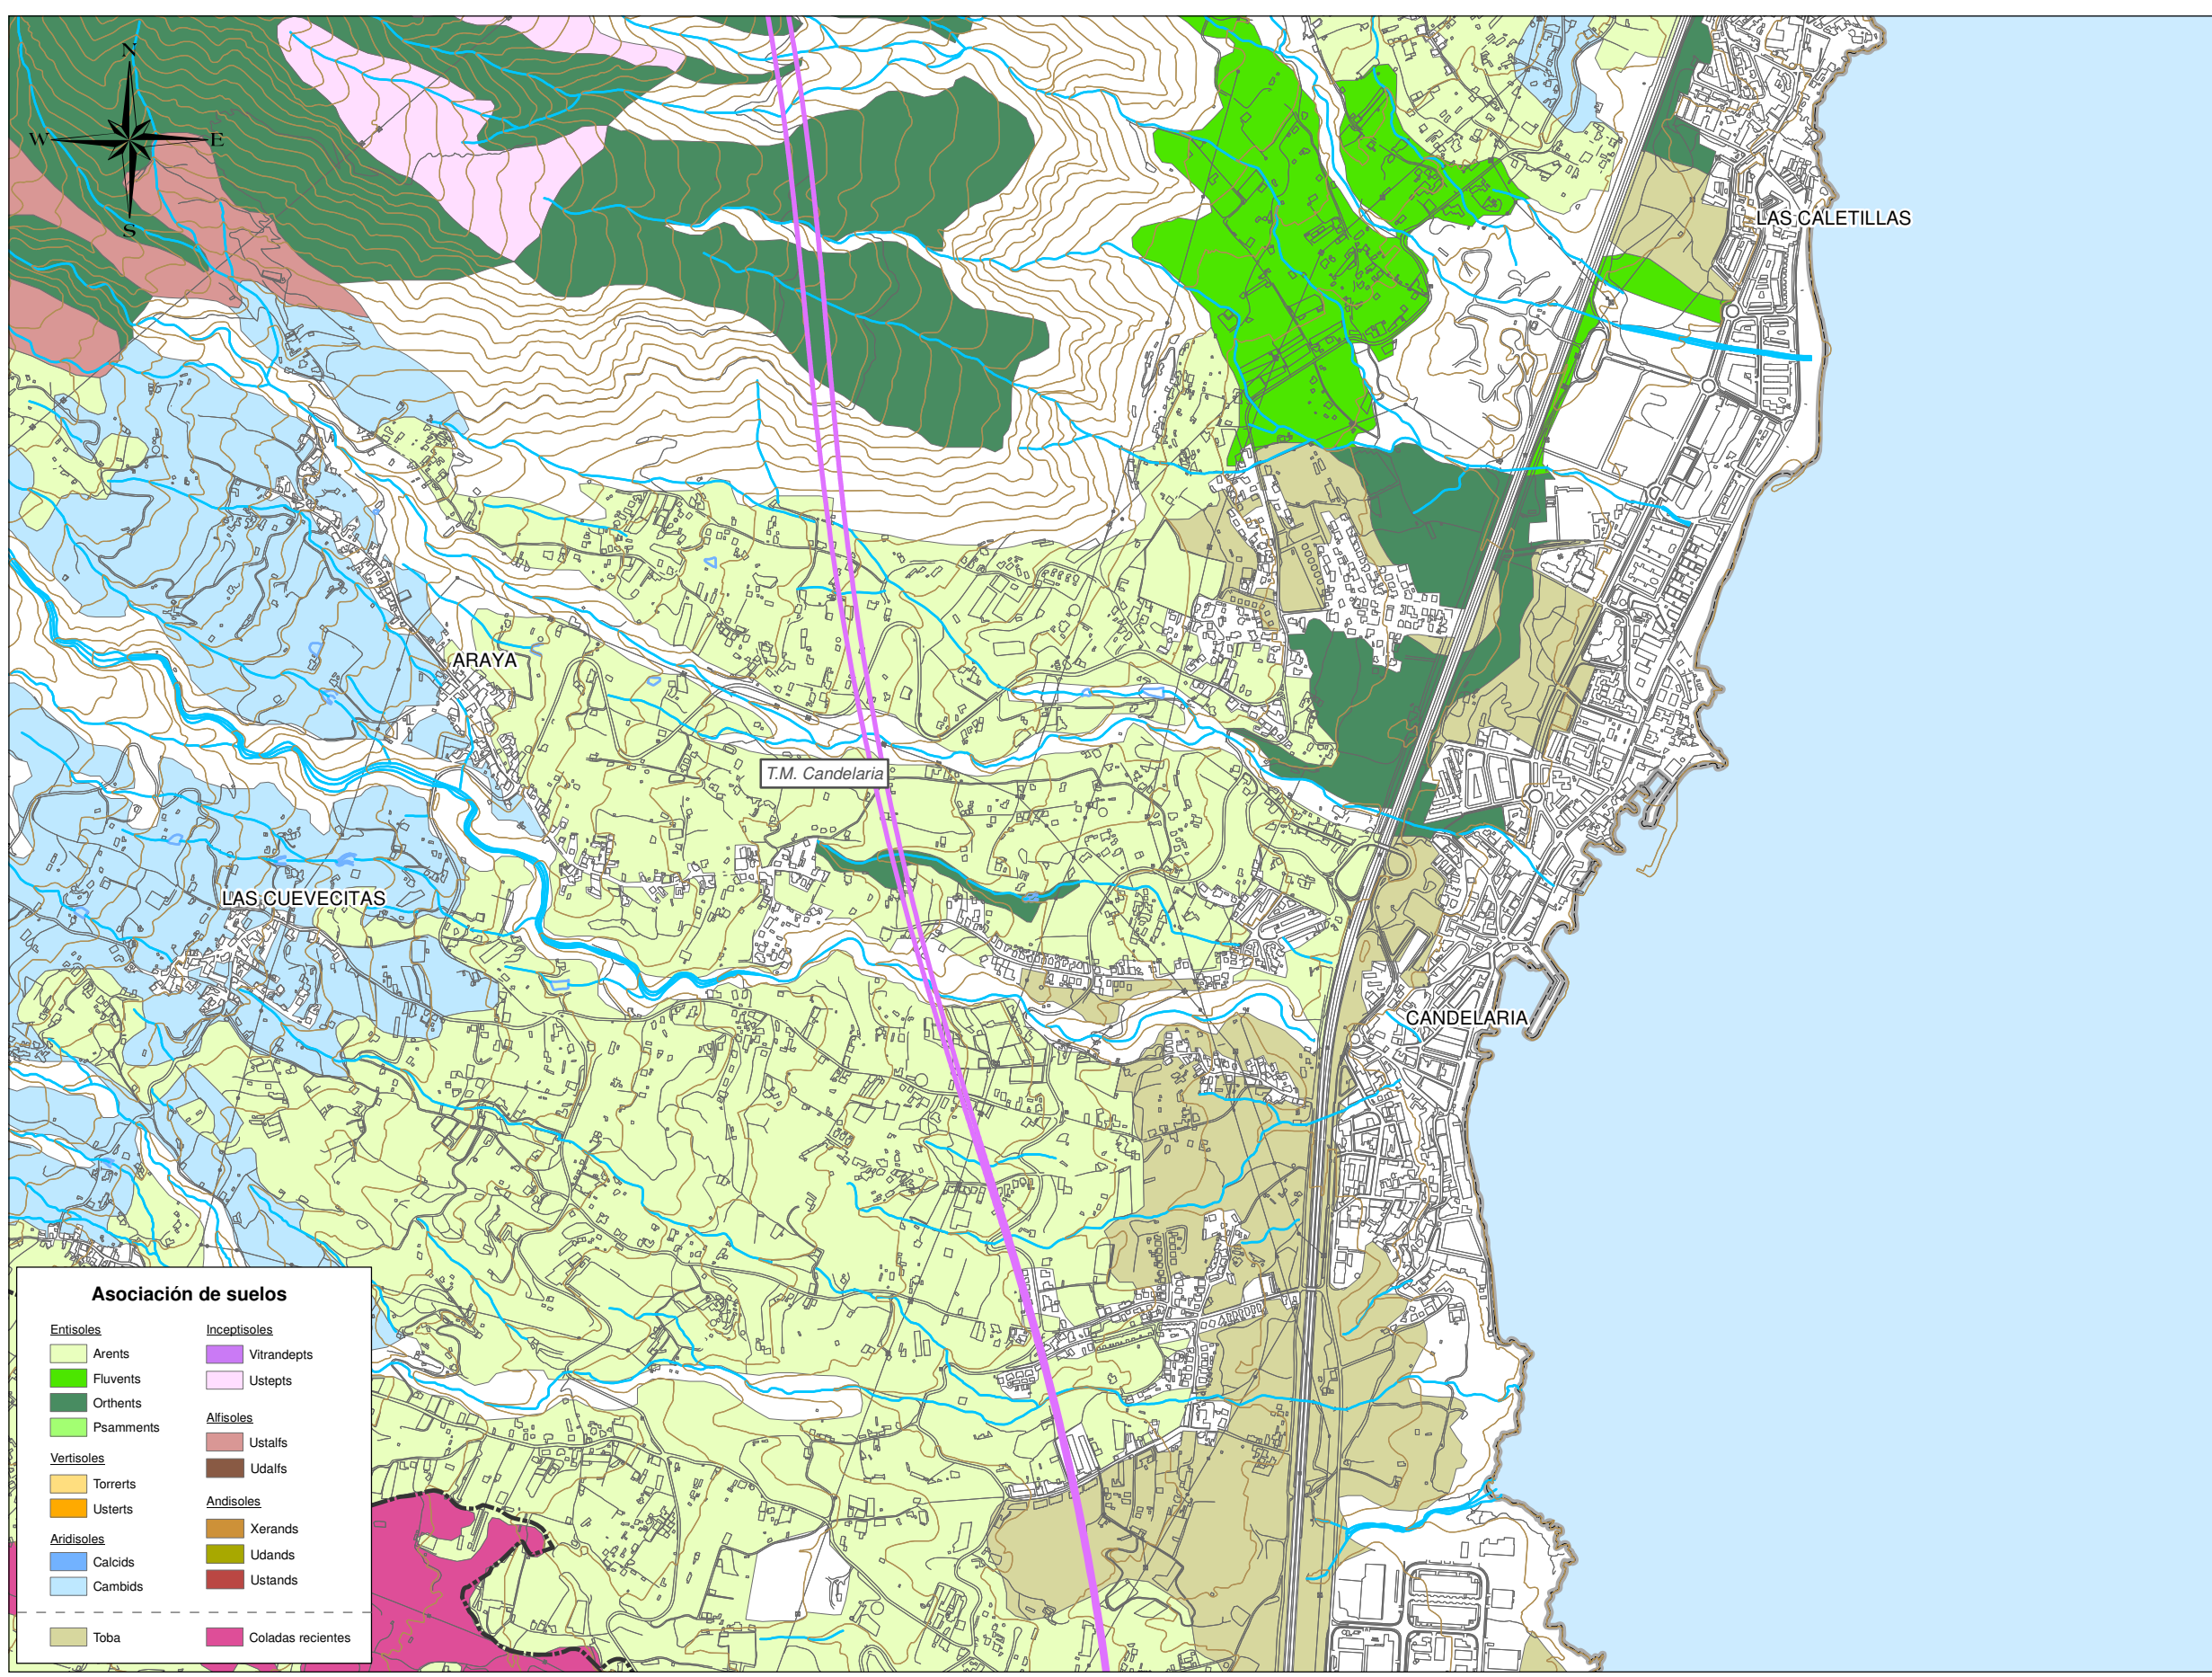 N
W E
S
LAS CALETILLAS
ARAYA
T.M. Candelaria
LAS CUEVECITAS
CANDELARIA
Asociación de suelos
Entisoles
Arents
Fluvents
Orthents
Psamments
Vertisoles
Torrerts
Usterts
Aridisoles
Calcids
Cambids
Inceptisoles
Vitrandepts
Ustepts
Alfisoles
Ustalfs
Udalfs
Andisoles
Xerands
Udands
Ustands
Toba
Coladas recientes